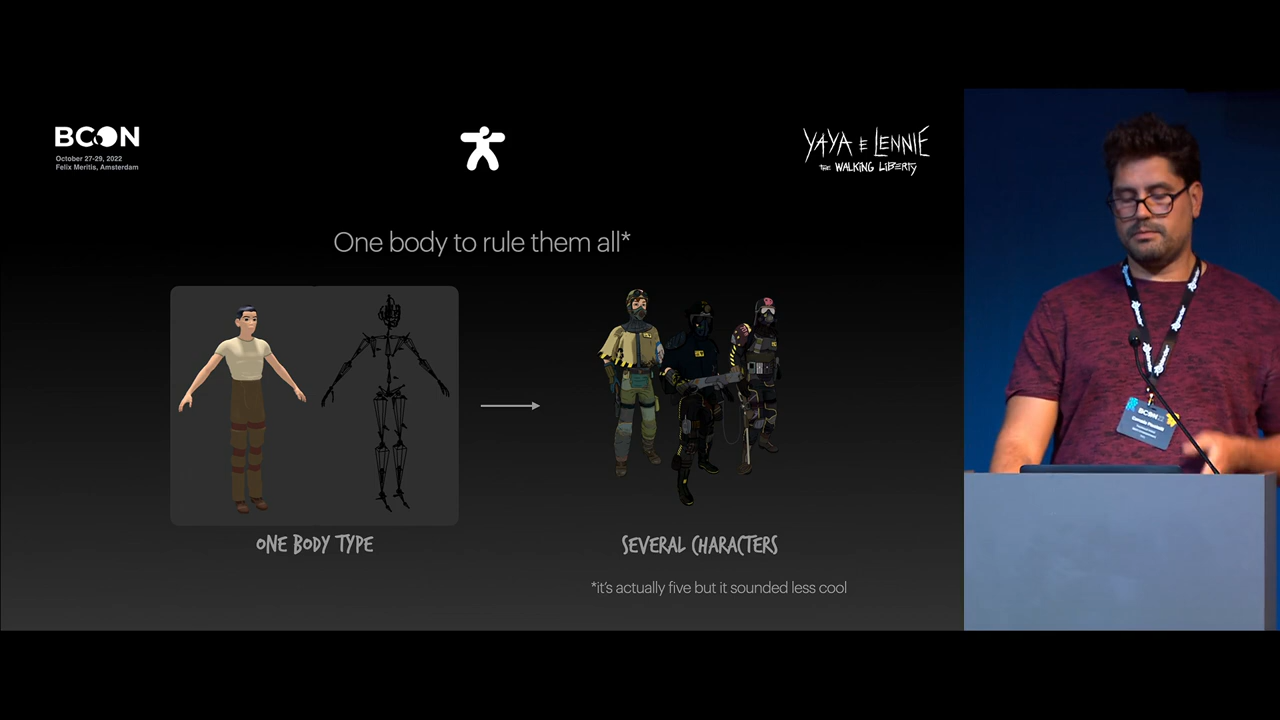 BCON
October 27-29, 2022
Felix Meritis, Amsterdam
YAYA E LENNIE
THE WALKING LIBERTY
One body to rule them all*
ONE BODY TYPE
SEVERAL CHARACTERS
*it's actually five but it sounded less cool
BCON